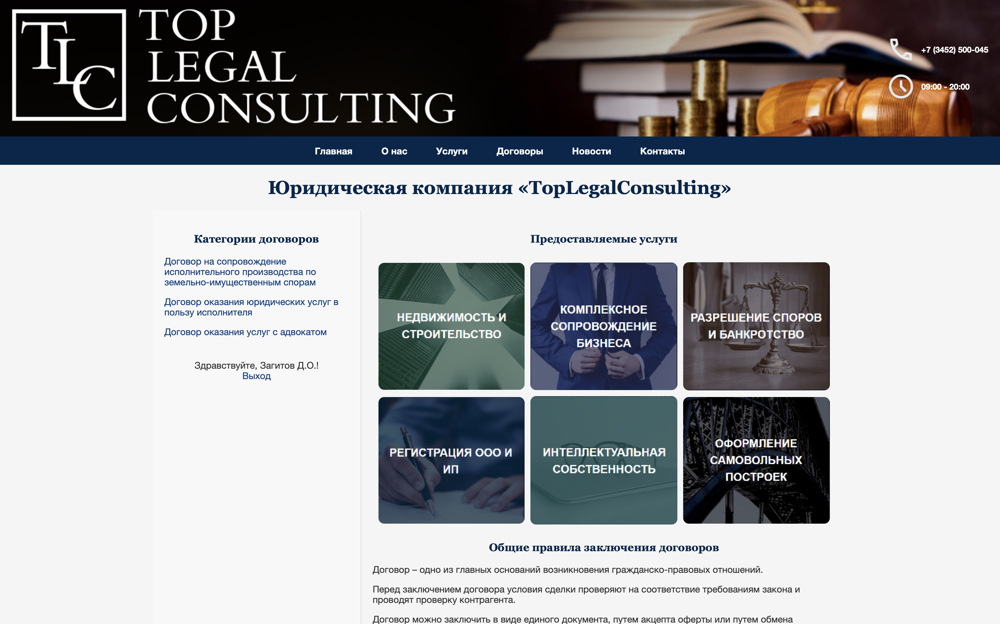 TLC
TOP
LEGAL
CONSULTING
+7 (3452) 500-045
09:00 - 20:00
Главная О нас Услуги Договоры Новости Контакты
Юридическая компания «TopLegalConsulting»
Категории договоров
Договор на сопровождение
исполнительного производства по
земельно-имущественным спорам
Договор оказания юридических услуг в
пользу исполнителя
Договор оказания услуг с адвокатом
Здравствуйте, Загитов Д.О.!
Выход
Предоставляемые услуги
НЕДВИЖИМОСТЬ И
СТРОИТЕЛЬСТВО
КОМПЛЕКСНОЕ
СОПРОВОЖДЕНИЕ
БИЗНЕСА
РАЗРЕШЕНИЕ СПОРОВ
И БАНКРОТСТВО
РЕГИСТРАЦИЯ ООО И
ИП
ИНТЕЛЛЕКТУАЛЬНАЯ
СОБСТВЕННОСТЬ
ОФОРМЛЕНИЕ
САМОВОЛЬНЫХ
ПОСТРОЕК
Общие правила заключения договоров
Договор – одно из главных оснований возникновения гражданско-правовых отношений.
Перед заключением договора условия сделки проверяют на соответствие требованиям закона и
проводят проверку контрагента.
Договор можно заключить в виде единого документа, путем акцепта оферты или путем обмена